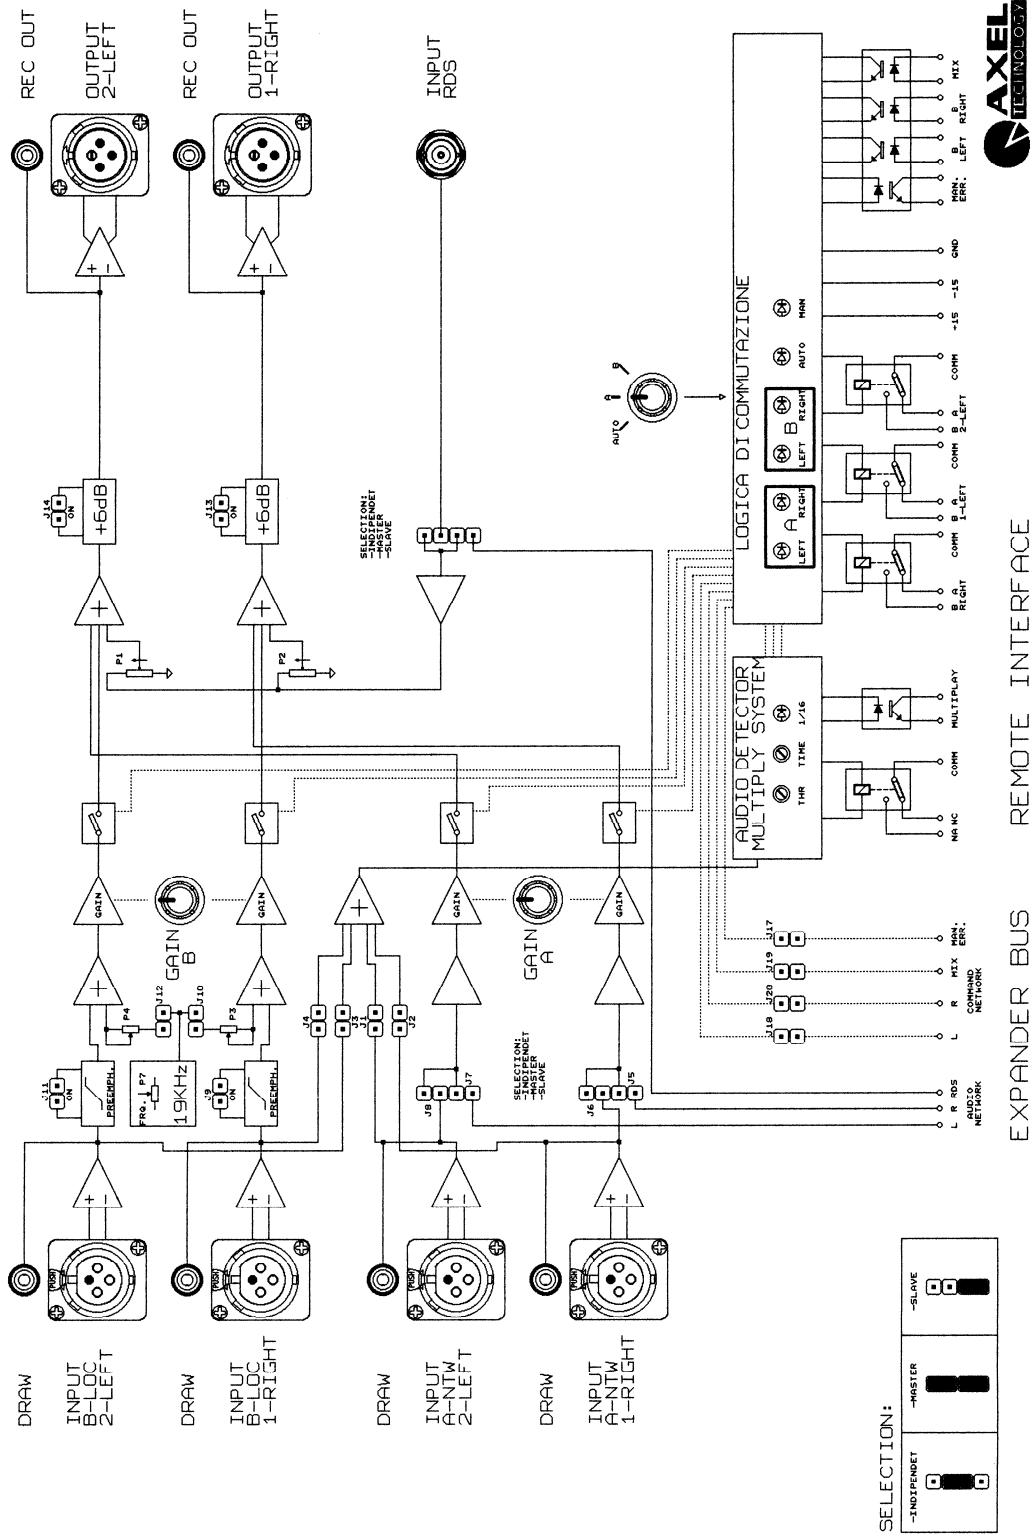 REC OUT
OUTPUT
2-LEFT
REC OUT
OUTPUT
1-RIGHT
INPUT
RDS
AXEL
TECHNOLOGY
J14
ON
+6dB
J13
ON
+6dB
SELECTION:
-INDIPENDET
-MASTER
-SLAVE
P1
P2
AUTO
A
B
LOGICA DI COMMUTAZIONE
LEFT
A
RIGHT
LEFT
B
RIGHT
AUTO
MAN
MIX
B
RIGHT
B
LEFT
MAN.
ERR.
GND
-15
+15
COMM
A
B
2-LEFT
COMM
A
B
1-LEFT
COMM
A
B
RIGHT
REMOTE INTERFACE
AUDIO DETECTOR
MULTIPLY SYSTEM
THR
TIME
1/16
MULTIPLAY
COMM
NC
NA
GAIN
GAIN
B
GAIN
GAIN
GAIN
A
GAIN
J12
J10
P4
P3
J11
ON
PREEMPH.
FRQ.
P7
19KHz
J9
ON
PREEMPH.
J4
J3
J1
J2
SELECTION:
-INDIPENDET
-MASTER
-SLAVE
J8
J7
J6
J5
J17
J19
J20
J18
MAN.
ERR.
MIX
R
L
COMMAND
NETWORK
RDS
R
L
AUDIO
NETWORK
EXPANDER BUS
PUSH
PUSH
PUSH
PUSH
DRAW
INPUT
B-LOC
2-LEFT
DRAW
INPUT
B-LOC
1-RIGHT
DRAW
INPUT
A-NTW
2-LEFT
DRAW
INPUT
A-NTW
1-RIGHT
SELECTION:
-INDIPENDET
-MASTER
-SLAVE